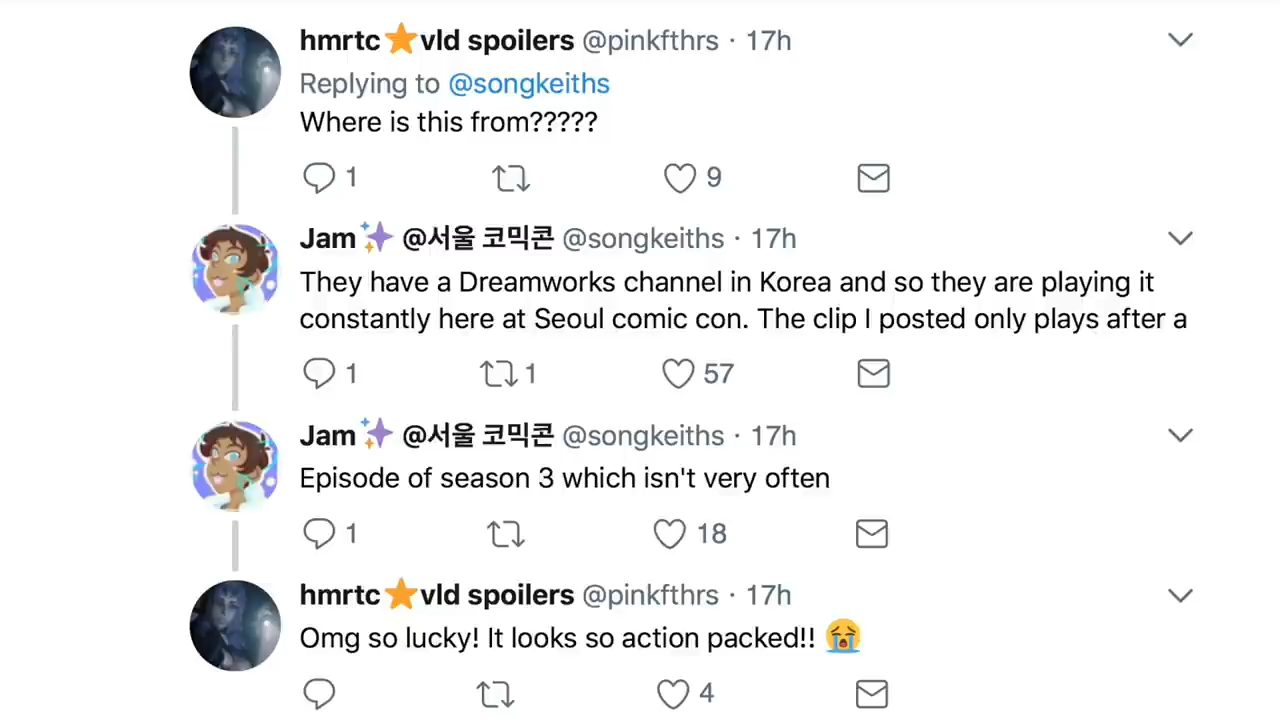 hmrtc⭐vld spoilers @pinkfthrs · 17h
Replying to @songkeiths
Where is this from?????
1 9
Jam✨ @서울 코믹콘 @songkeiths · 17h
They have a Dreamworks channel in Korea and so they are playing it
constantly here at Seoul comic con. The clip I posted only plays after a
1 1 57
Jam✨ @서울 코믹콘 @songkeiths · 17h
Episode of season 3 which isn't very often
1 18
hmrtc⭐vld spoilers @pinkfthrs · 17h
Omg so lucky! It looks so action packed!! 😭
4